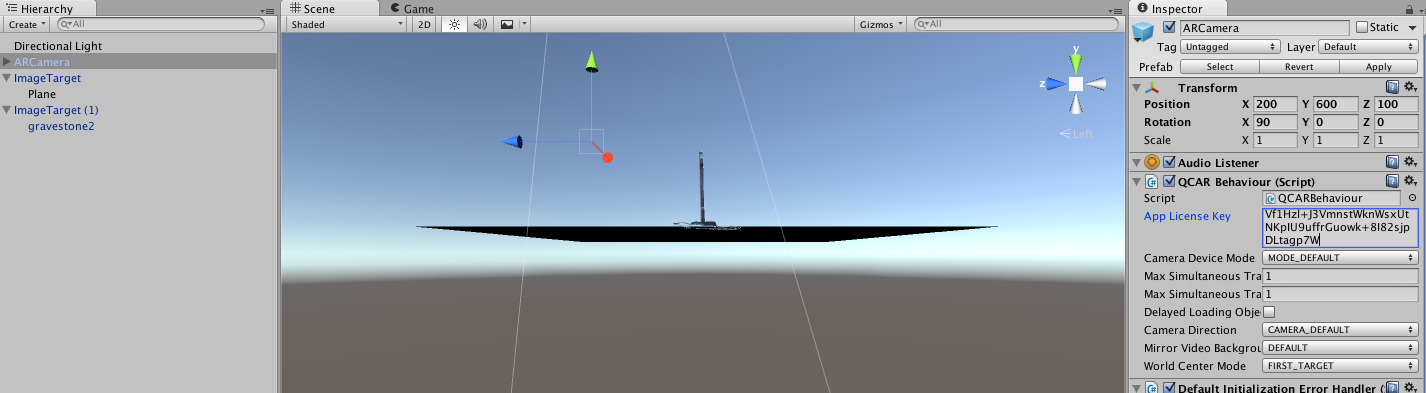 Hierarchy
Create
All
Directional Light
ARCamera
ImageTarget
Plane
ImageTarget (1)
gravestone2
Scene
Game
Shaded
2D
Gizmos
All
y
z
Left
Inspector
ARCamera
Static
Tag
Untagged
Layer
Default
Prefab
Select
Revert
Apply
Transform
Position
X 200
Y 600
Z 100
Rotation
X 90
Y 0
Z 0
Scale
X 1
Y 1
Z 1
Audio Listener
QCAR Behaviour (Script)
Script
QCARBehaviour
App License Key
Vf1Hzl+J3VmnstWknWsxUt
NKpIU9uffrGuowk+8I82sjp
DLtagp7W
Camera Device Mode
MODE_DEFAULT
Max Simultaneous Tra
1
Max Simultaneous Tra
1
Delayed Loading Obje
Camera Direction
CAMERA_DEFAULT
Mirror Video Backgrou
DEFAULT
World Center Mode
FIRST_TARGET
Default Initialization Error Handler (